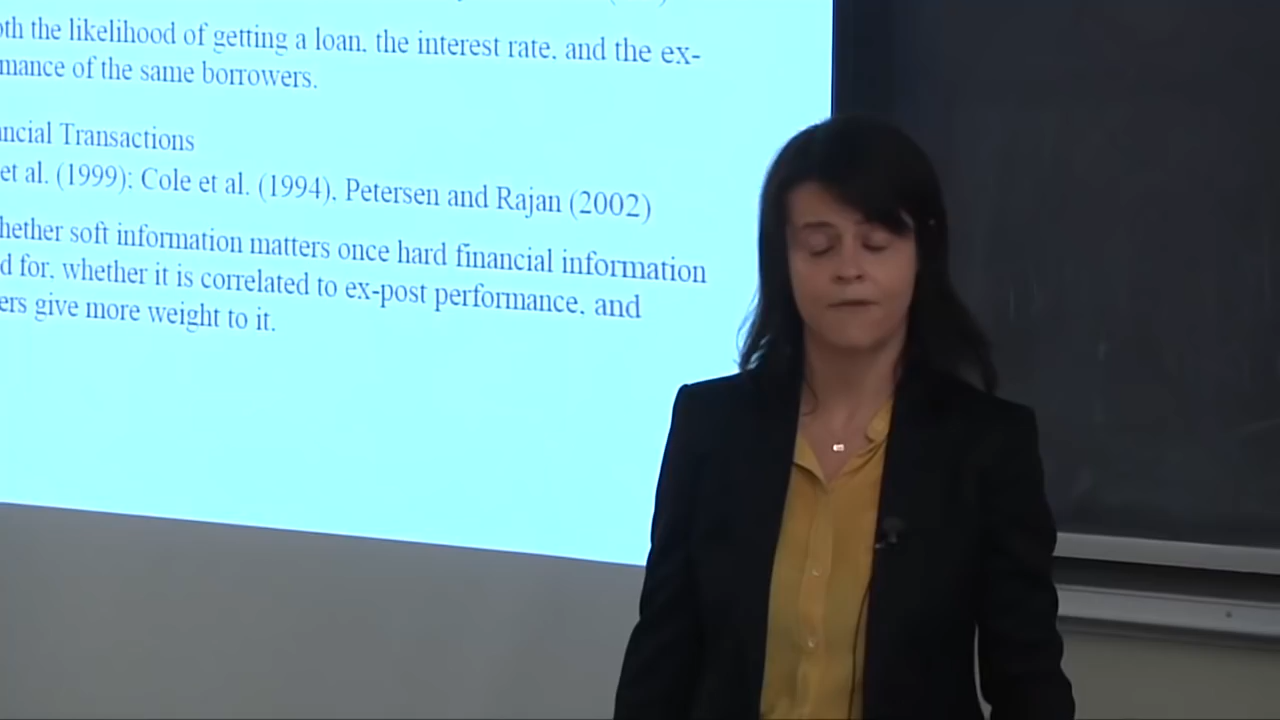 oth the likelihood of getting a loan, the interest rate, and the ex-
mance of the same borrowers.
ncial Transactions
et al. (1999); Cole et al. (1994), Petersen and Rajan (2002)
hether soft information matters once hard financial information
d for, whether it is correlated to ex-post performance, and
ers give more weight to it.